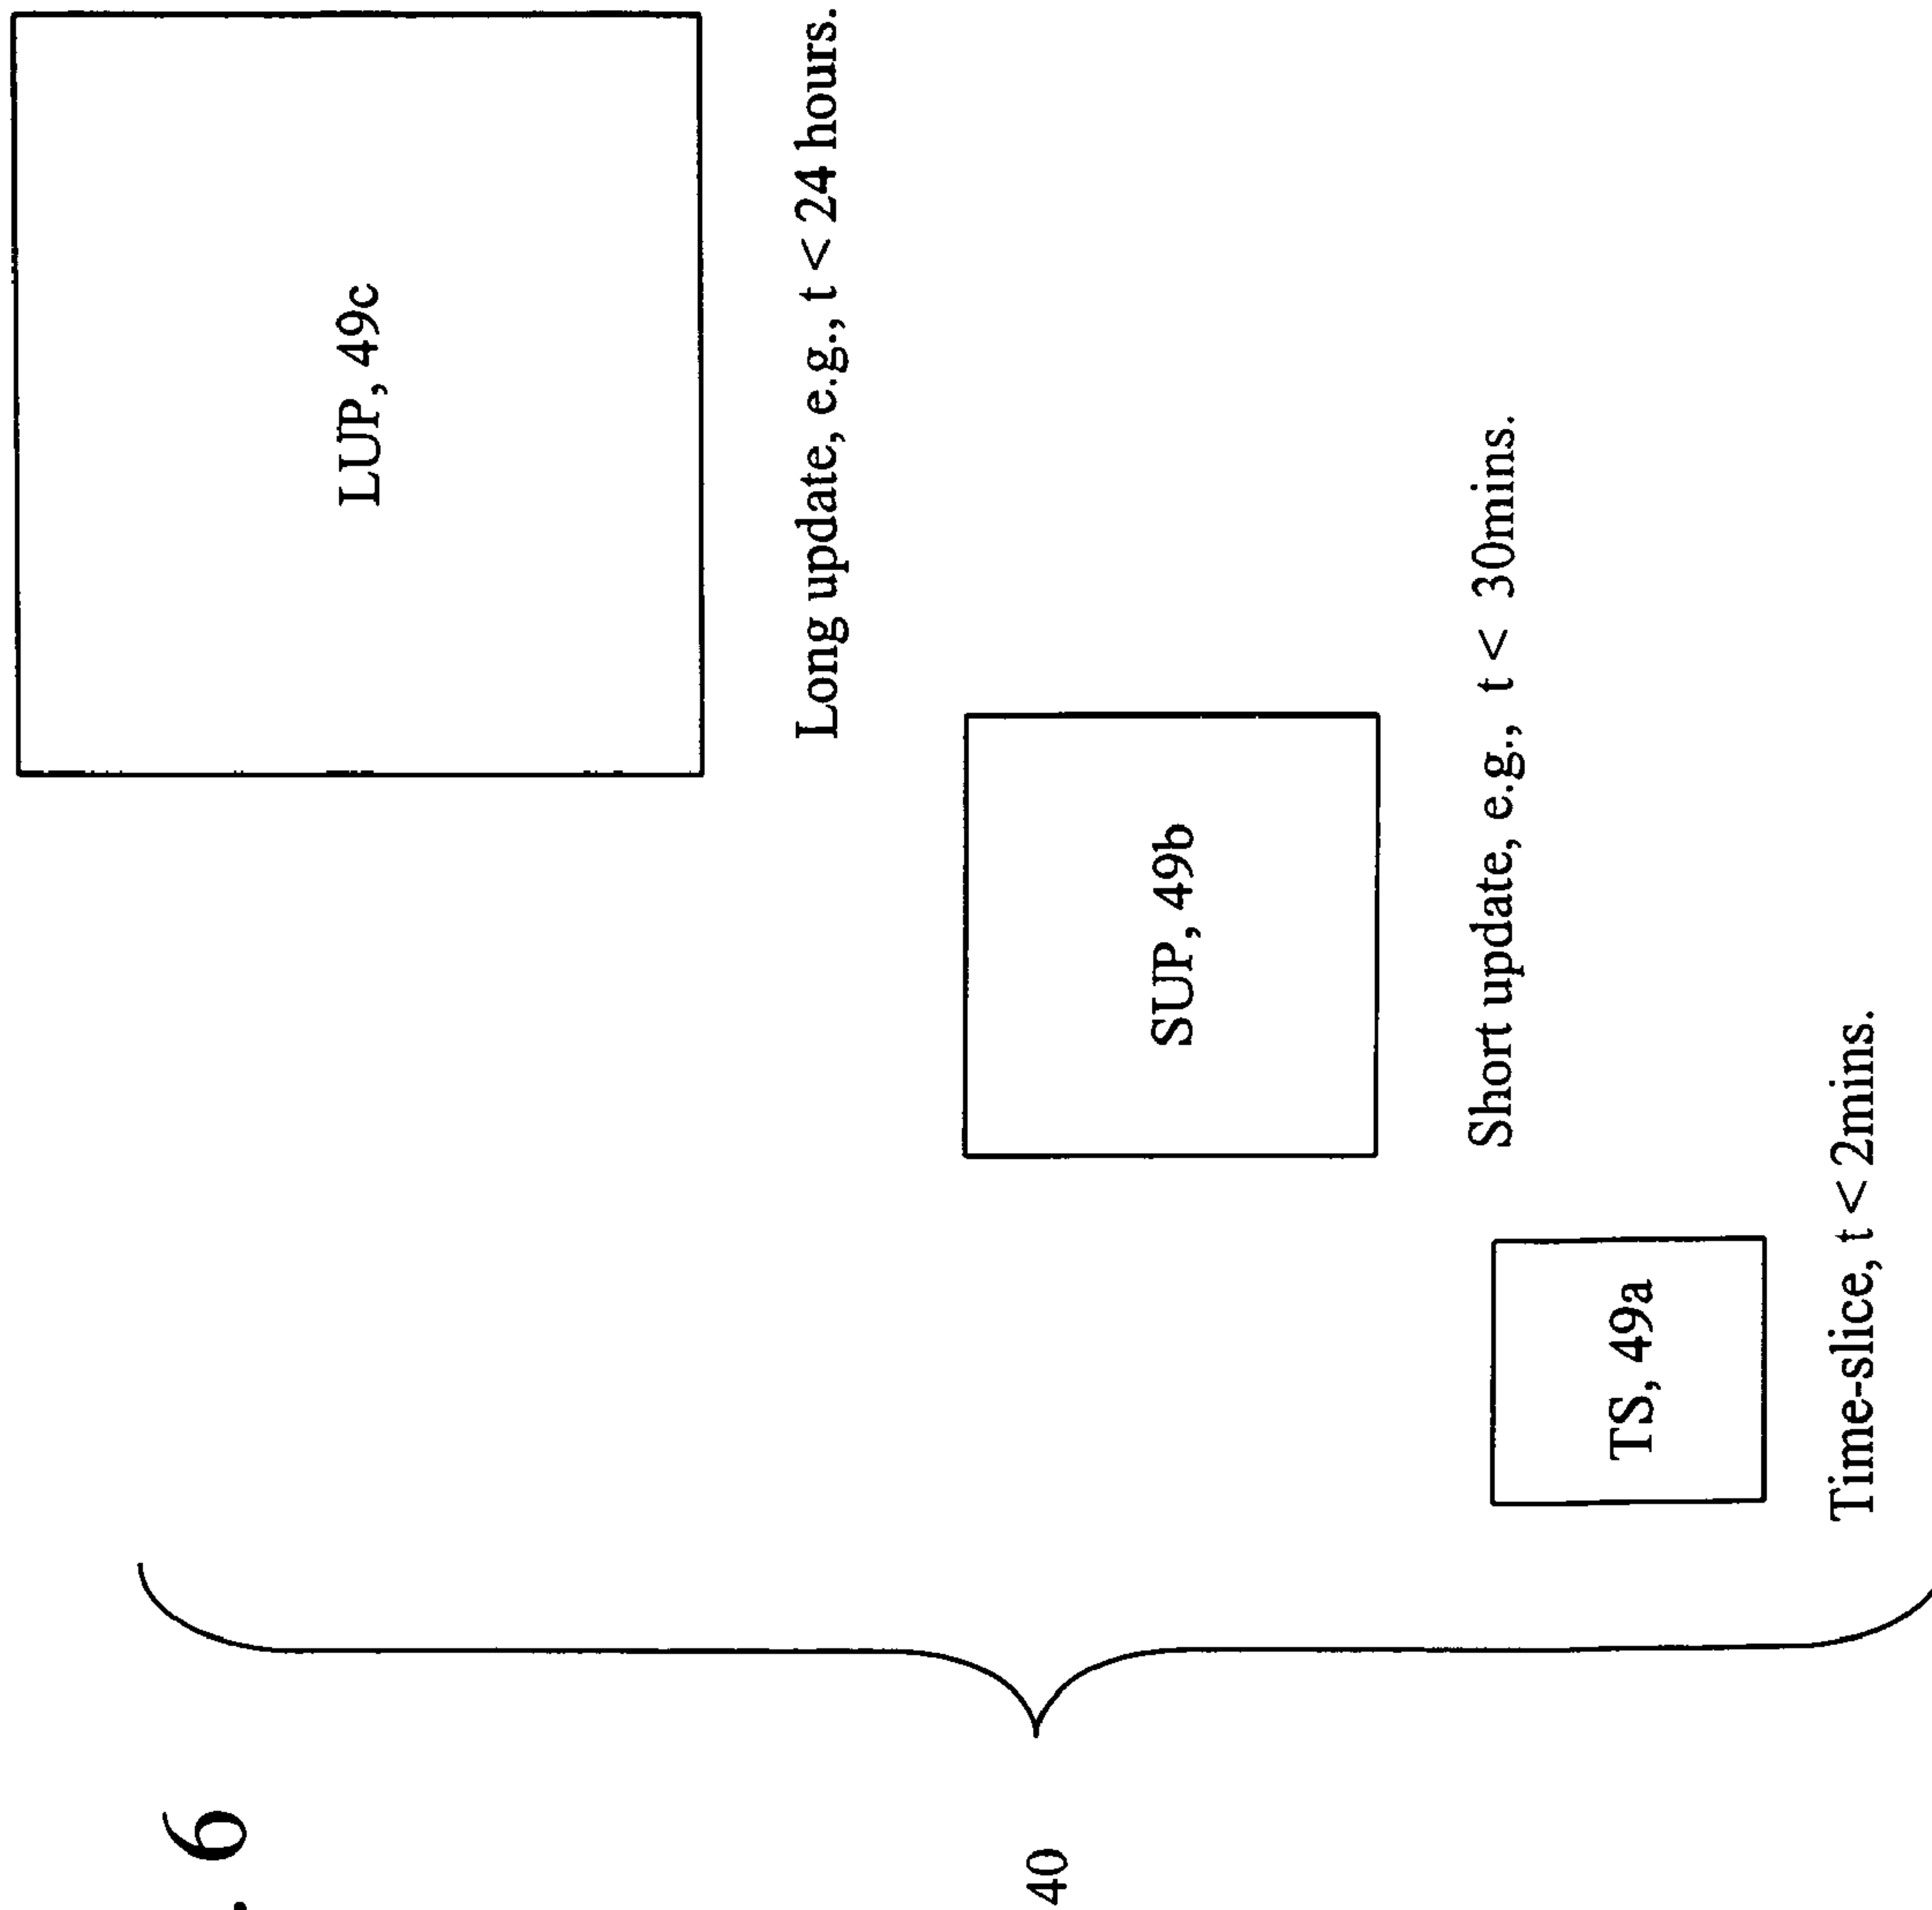 . 6
40
LUP, 49c
Long update, e.g., t < 24 hours.
SUP, 49b
Short update, e.g., t < 30mins.
TS, 49a
Time-slice, t < 2mins.